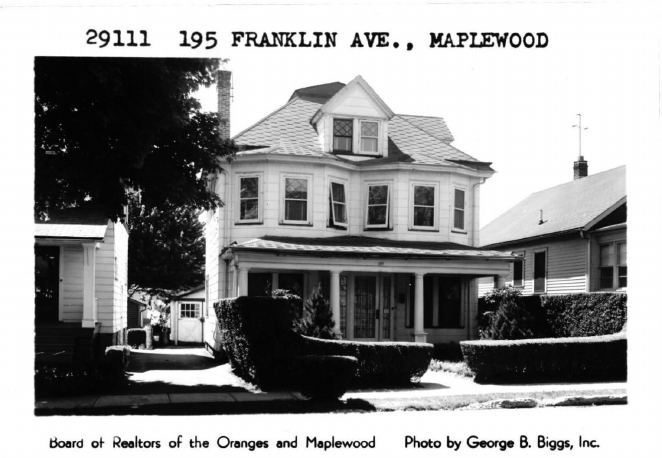 29111 195 FRANKLIN AVE., MAPLEWOOD
Board of Realtors of the Oranges and Maplewood Photo by George B. Biggs, Inc.